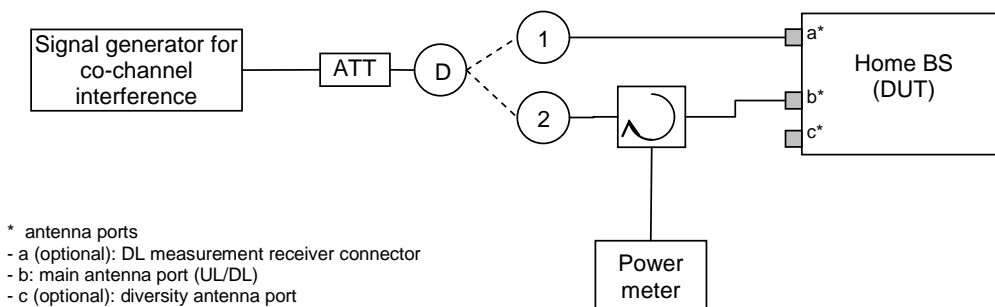 Signal generator for
co-channel
interference
ATT
D
1
2
a*
b*
c*
Home BS
(DUT)
Power
meter
* antenna ports
- a (optional): DL measurement receiver connector
- b: main antenna port (UL/DL)
- c (optional): diversity antenna port